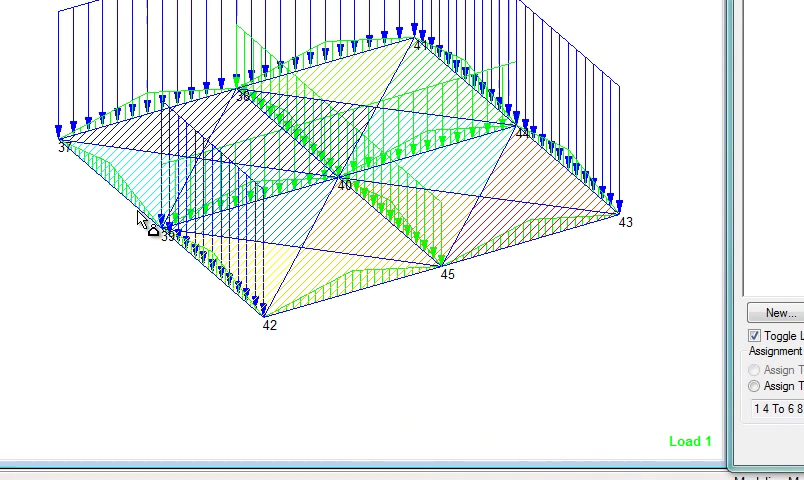 41
38
37
44
40
43
39
45
42
New...
Toggle L
Assignment
Assign T
Assign T
1 4 To 6 8
Load 1